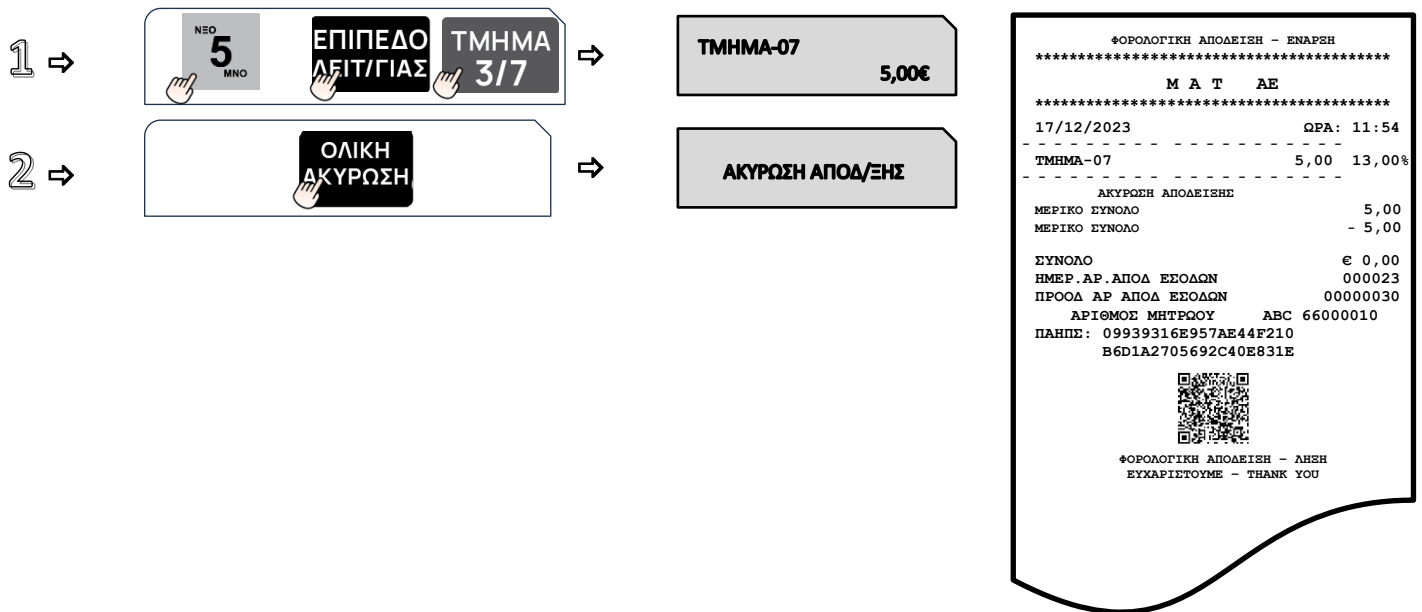 1 ⇨
ΝΞΟ
5
MNO
ΕΠΙΠΕΔΟ
ΛΕΙΤ/ΓΙΑΣ
ΤΜΗΜΑ
3/7
⇨
ΤΜΗΜΑ-07
5,00€
2 ⇨
ΟΛΙΚΗ
ΑΚΥΡΩΣΗ
⇨
ΑΚΥΡΩΣΗ ΑΠΟΔ/ΞΗΣ
ΦΟΡΟΛΟΓΙΚΗ ΑΠΟΔΕΙΞΗ – ΕΝΑΡΞΗ
******************************************
Μ Α Τ ΑΕ
******************************************
17/12/2023 ΩΡΑ: 11:54
- - - - - - - - - - - - - - - - - - - -
ΤΜΗΜΑ-07 5,00 13,00%
- - - - - - - - - - - - - - - - - - - -
ΑΚΥΡΩΣΗ ΑΠΟΔΕΙΞΗΣ
ΜΕΡΙΚΟ ΣΥΝΟΛΟ 5,00
ΜΕΡΙΚΟ ΣΥΝΟΛΟ - 5,00
ΣΥΝΟΛΟ € 0,00
ΗΜΕΡ.ΑΡ.ΑΠΟΔ ΕΣΟΔΩΝ 000023
ΠΡΟΟΔ ΑΡ ΑΠΟΔ ΕΣΟΔΩΝ 00000030
ΑΡΙΘΜΟΣ ΜΗΤΡΩΟΥ ABC 66000010
ΠΑΗΠΣ: 09939316E957AE44F210
B6D1A2705692C40E831E
ΦΟΡΟΛΟΓΙΚΗ ΑΠΟΔΕΙΞΗ – ΛΗΞΗ
ΕΥΧΑΡΙΣΤΟΥΜΕ – THANK YOU